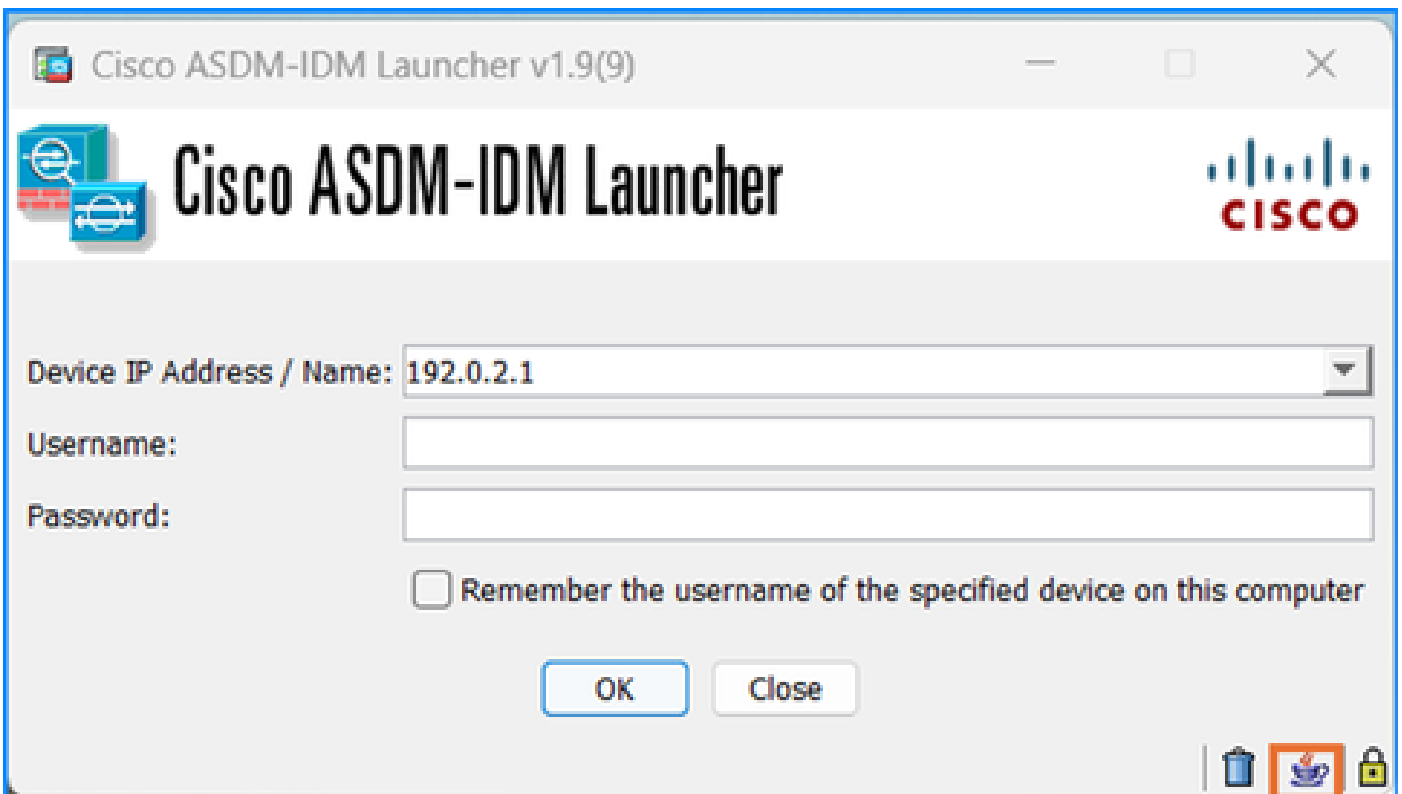 Cisco ASDM-IDM Launcher v1.9(9)
Cisco ASDM-IDM Launcher
CISCO
Device IP Address / Name: 192.0.2.1
Username:
Password:
Remember the username of the specified device on this computer
OK Close